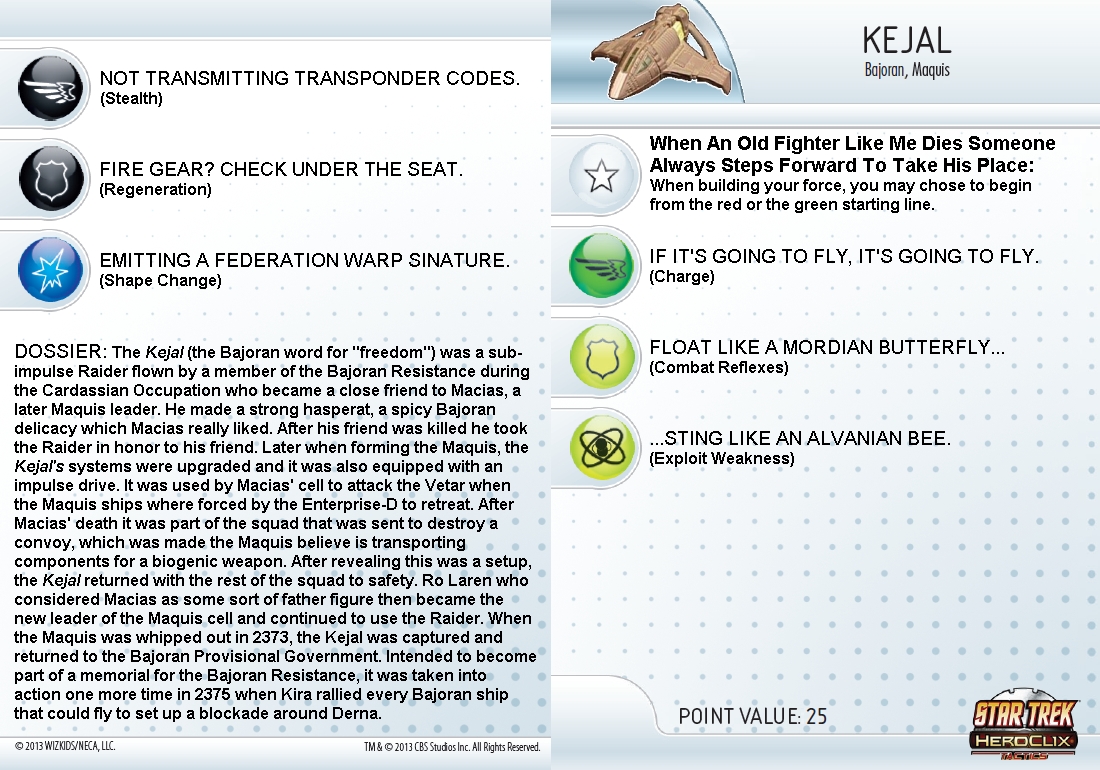 NOT TRANSMITTING TRANSPONDER CODES.
(Stealth)
FIRE GEAR? CHECK UNDER THE SEAT.
(Regeneration)
EMITTING A FEDERATION WARP SINATURE.
(Shape Change)
DOSSIER: The Kejal (the Bajoran word for "freedom") was a sub-
impulse Raider flown by a member of the Bajoran Resistance during
the Cardassian Occupation who became a close friend to Macias, a
later Maquis leader. He made a strong hasperat, a spicy Bajoran
delicacy which Macias really liked. After his friend was killed he took
the Raider in honor to his friend. Later when forming the Maquis, the
Kejal's systems were upgraded and it was also equipped with an
impulse drive. It was used by Macias' cell to attack the Vetar when
the Maquis ships where forced by the Enterprise-D to retreat. After
Macias' death it was part of the squad that was sent to destroy a
convoy, which was made the Maquis believe is transporting
components for a biogenic weapon. After revealing this was a setup,
the Kejal returned with the rest of the squad to safety. Ro Laren who
considered Macias as some sort of father figure then became the
new leader of the Maquis cell and continued to use the Raider. When
the Maquis was whipped out in 2373, the Kejal was captured and
returned to the Bajoran Provisional Government. Intended to become
part of a memorial for the Bajoran Resistance, it was taken into
action one more time in 2375 when Kira rallied every Bajoran ship
that could fly to set up a blockade around Derna.
© 2013 WIZKIDS/NECA, LLC.
TM & © 2013 CBS Studios Inc. All Rights Reserved.
KEJAL
Bajoran, Maquis
When An Old Fighter Like Me Dies Someone
Always Steps Forward To Take His Place:
When building your force, you may chose to begin
from the red or the green starting line.
IF IT'S GOING TO FLY, IT'S GOING TO FLY.
(Charge)
FLOAT LIKE A MORDIAN BUTTERFLY...
(Combat Reflexes)
...STING LIKE AN ALVANIAN BEE.
(Exploit Weakness)
POINT VALUE: 25
STAR TREK
HEROCLIX
TACTICS